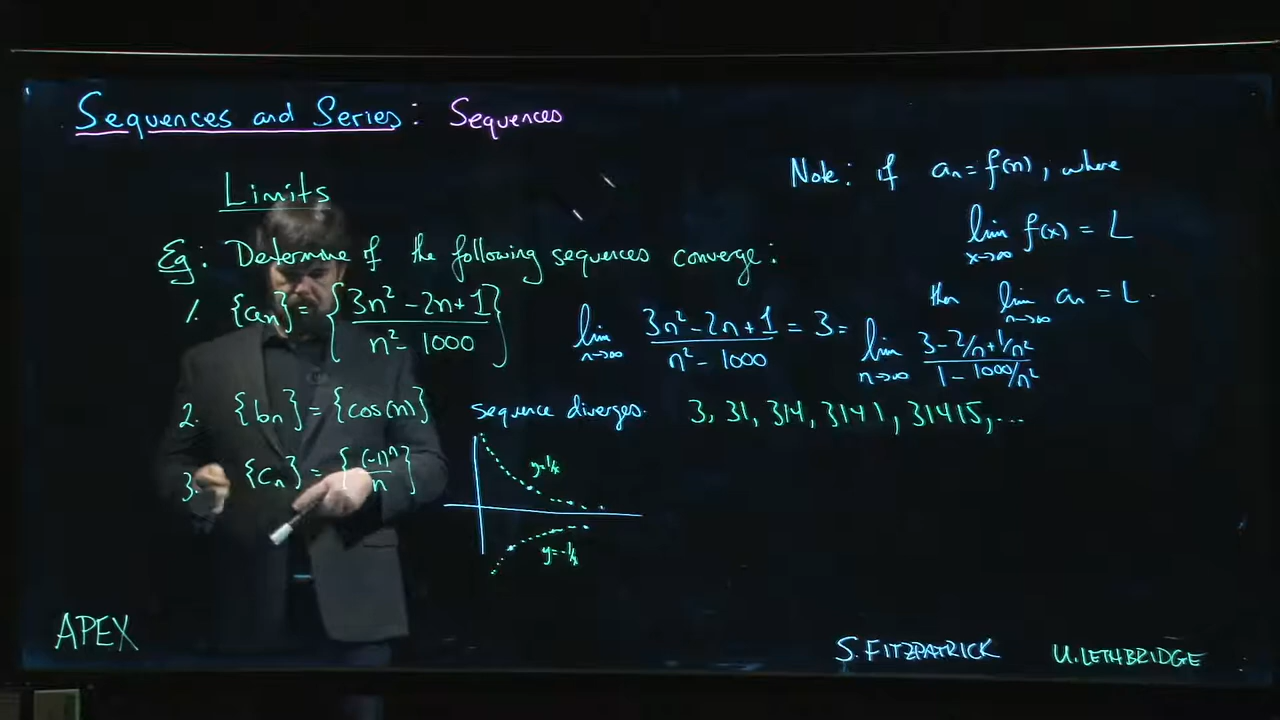 Sequences and Series: Sequences
Limits
Note: if aₙ = f(n), where
lim x→∞ f(x) = L
then lim n→∞ aₙ = L.
Eg: Determine if the following sequences converge:
1. {aₙ} = {(3n² - 2n + 1)/(n² - 1000)} lim n→∞ (3n² - 2n + 1)/(n² - 1000) = 3 = lim n→∞ (3 - 2/n + 1/n²)/(1 - 1000/n²)
2. {bₙ} = {cos(n)} sequence diverges. 3, 31, 314, 3141, 31415, ...
3. {cₙ} = {(-1)ⁿ/n}
y=1/x
y=-1/x
APEX
S. FITZPATRICK U. LETHBRIDGE